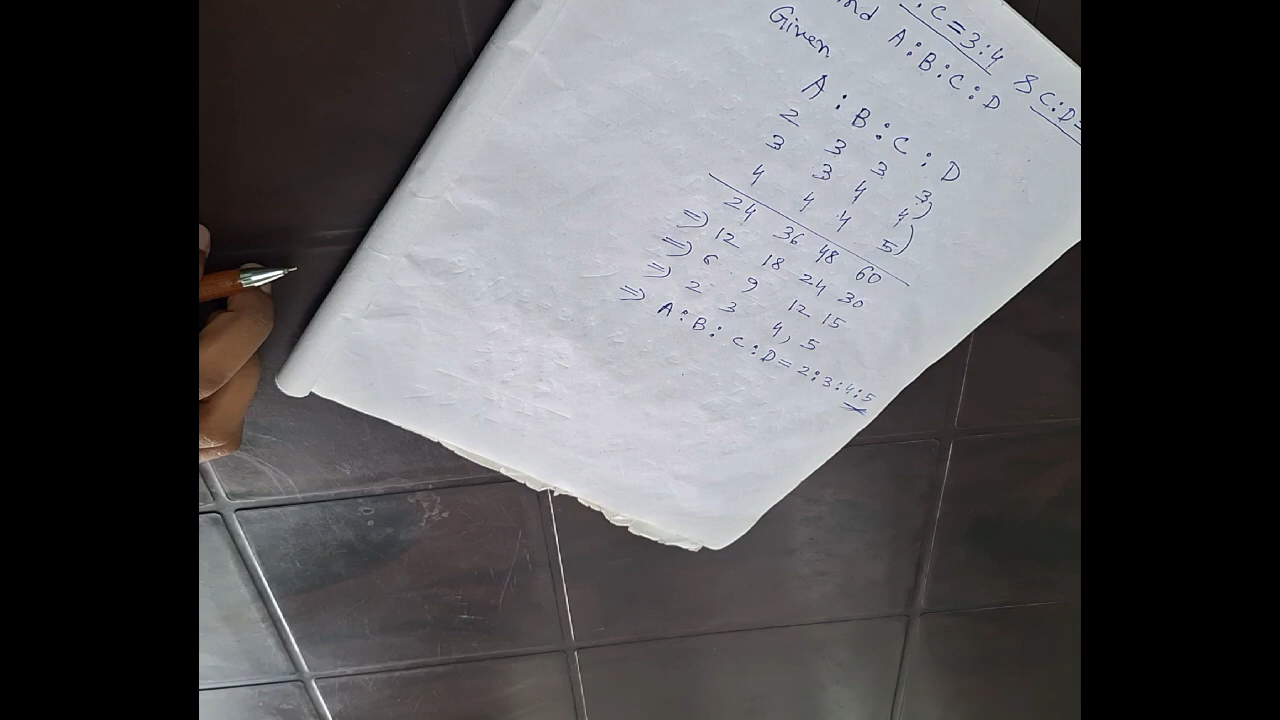 :C=3:4 & C:D=
find A:B:C:D
Given
A:B:C:D
2 3 3 3)
3 3 4 4)
4 4 4 5)
24 36 48 60
=> 12 18 24 30
=> 6 9 12 15
=> 2 3 4, 5
=> A:B:C:D=2:3:4:5